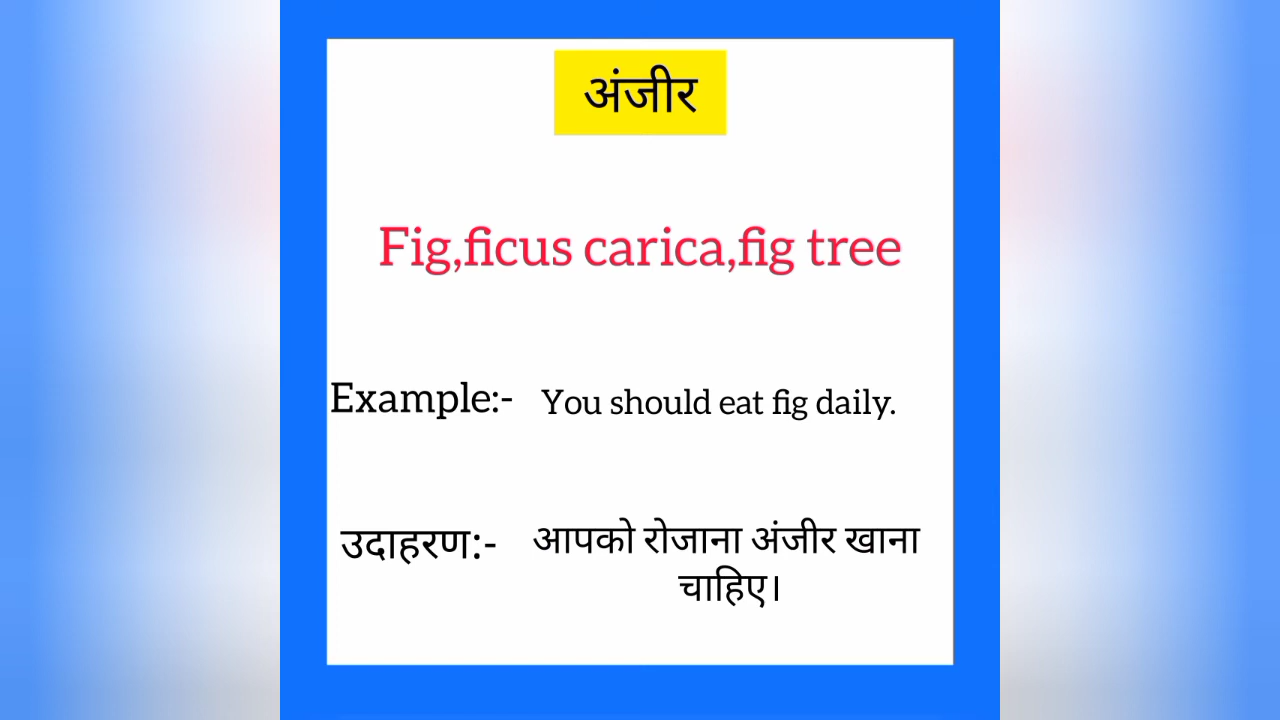 अंजीर
Fig,ficus carica,fig tree
Example:- You should eat fig daily.
उदाहरण:- आपको रोजाना अंजीर खाना
चाहिए।